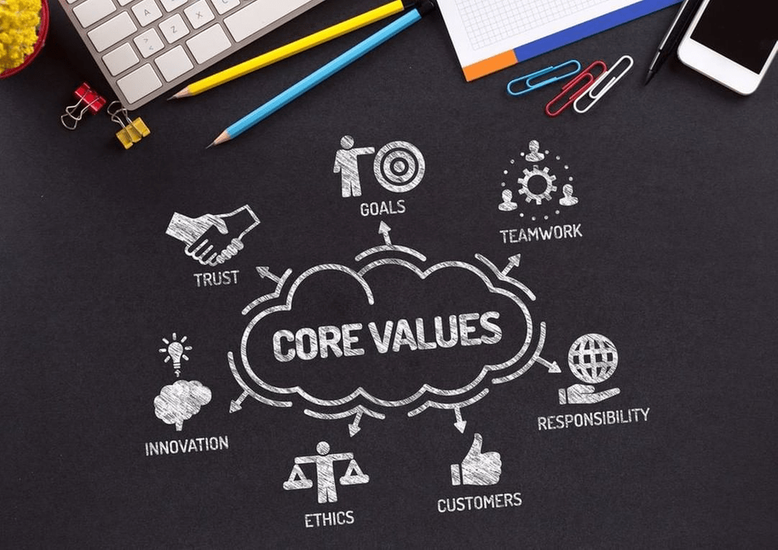 GOALS
TEAMWORK
TRUST
CORE VALUES
RESPONSIBILITY
INNOVATION
CUSTOMERS
ETHICS